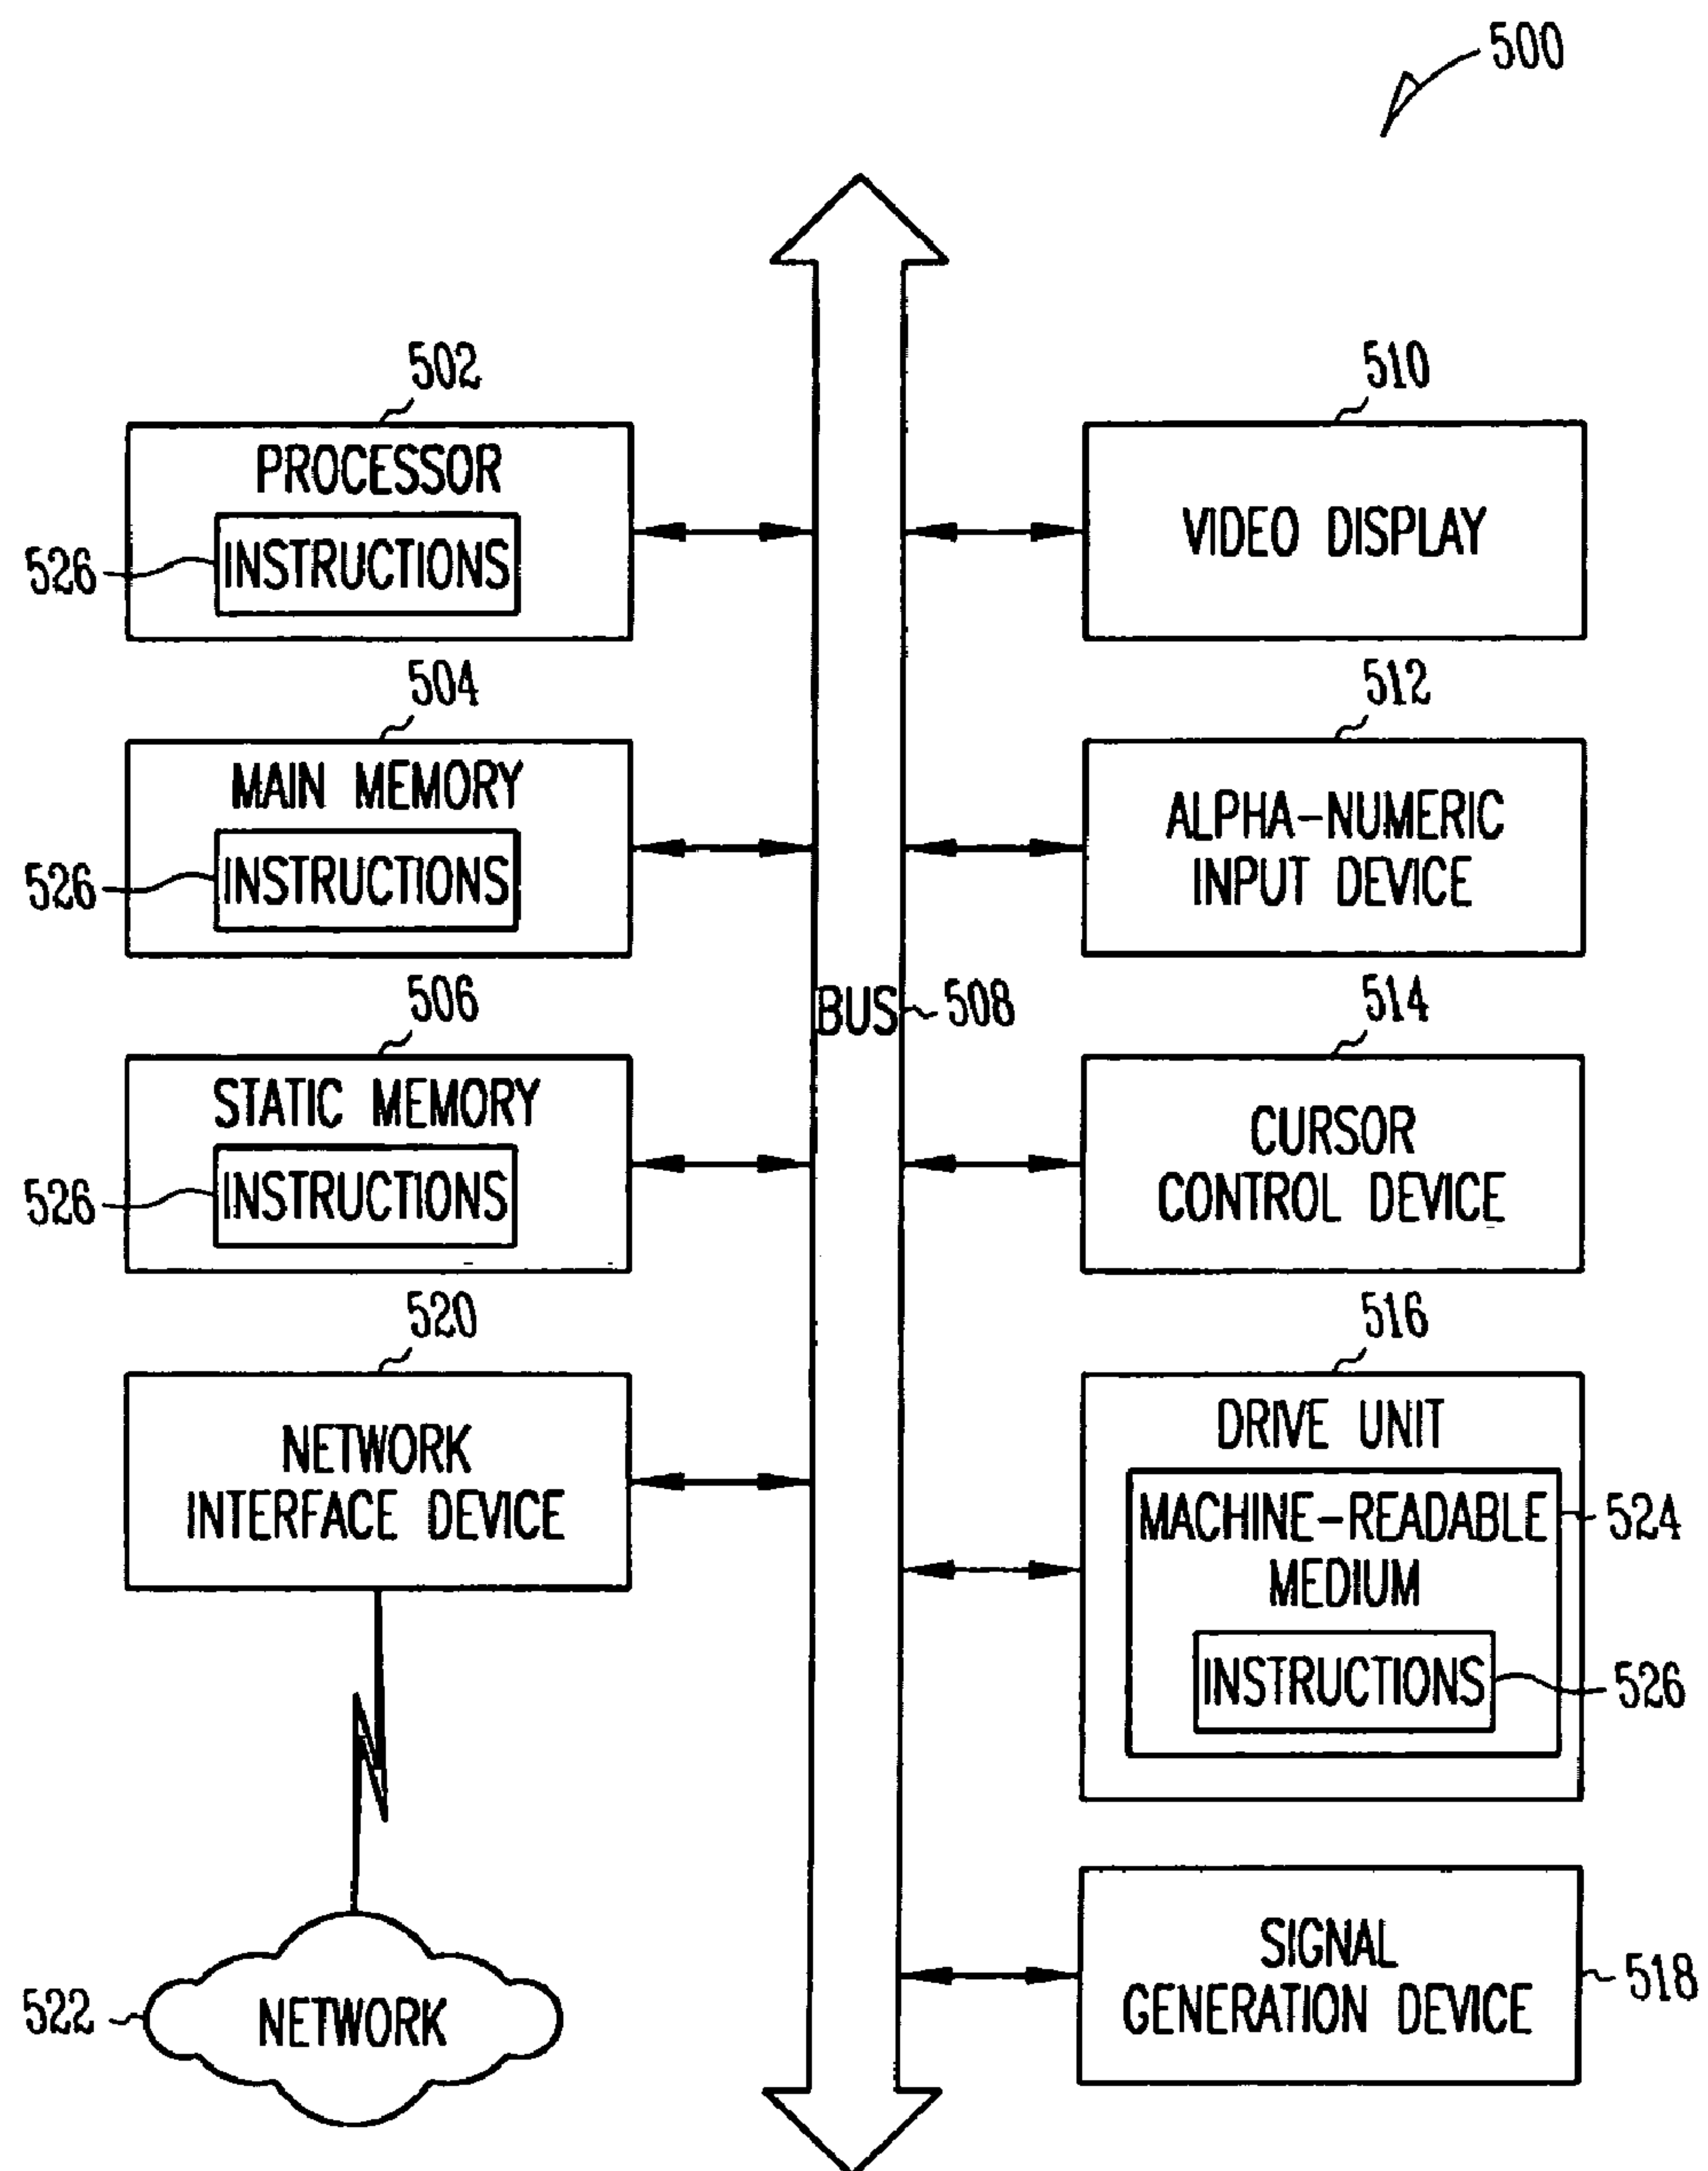 500
502
PROCESSOR
526
INSTRUCTIONS
504
MAIN MEMORY
526
INSTRUCTIONS
506
STATIC MEMORY
526
INSTRUCTIONS
520
NETWORK
INTERFACE DEVICE
522
NETWORK
BUS
508
510
VIDEO DISPLAY
512
ALPHA-NUMERIC
INPUT DEVICE
514
CURSOR
CONTROL DEVICE
516
DRIVE UNIT
MACHINE-READABLE
MEDIUM
524
INSTRUCTIONS
526
SIGNAL
GENERATION DEVICE
518